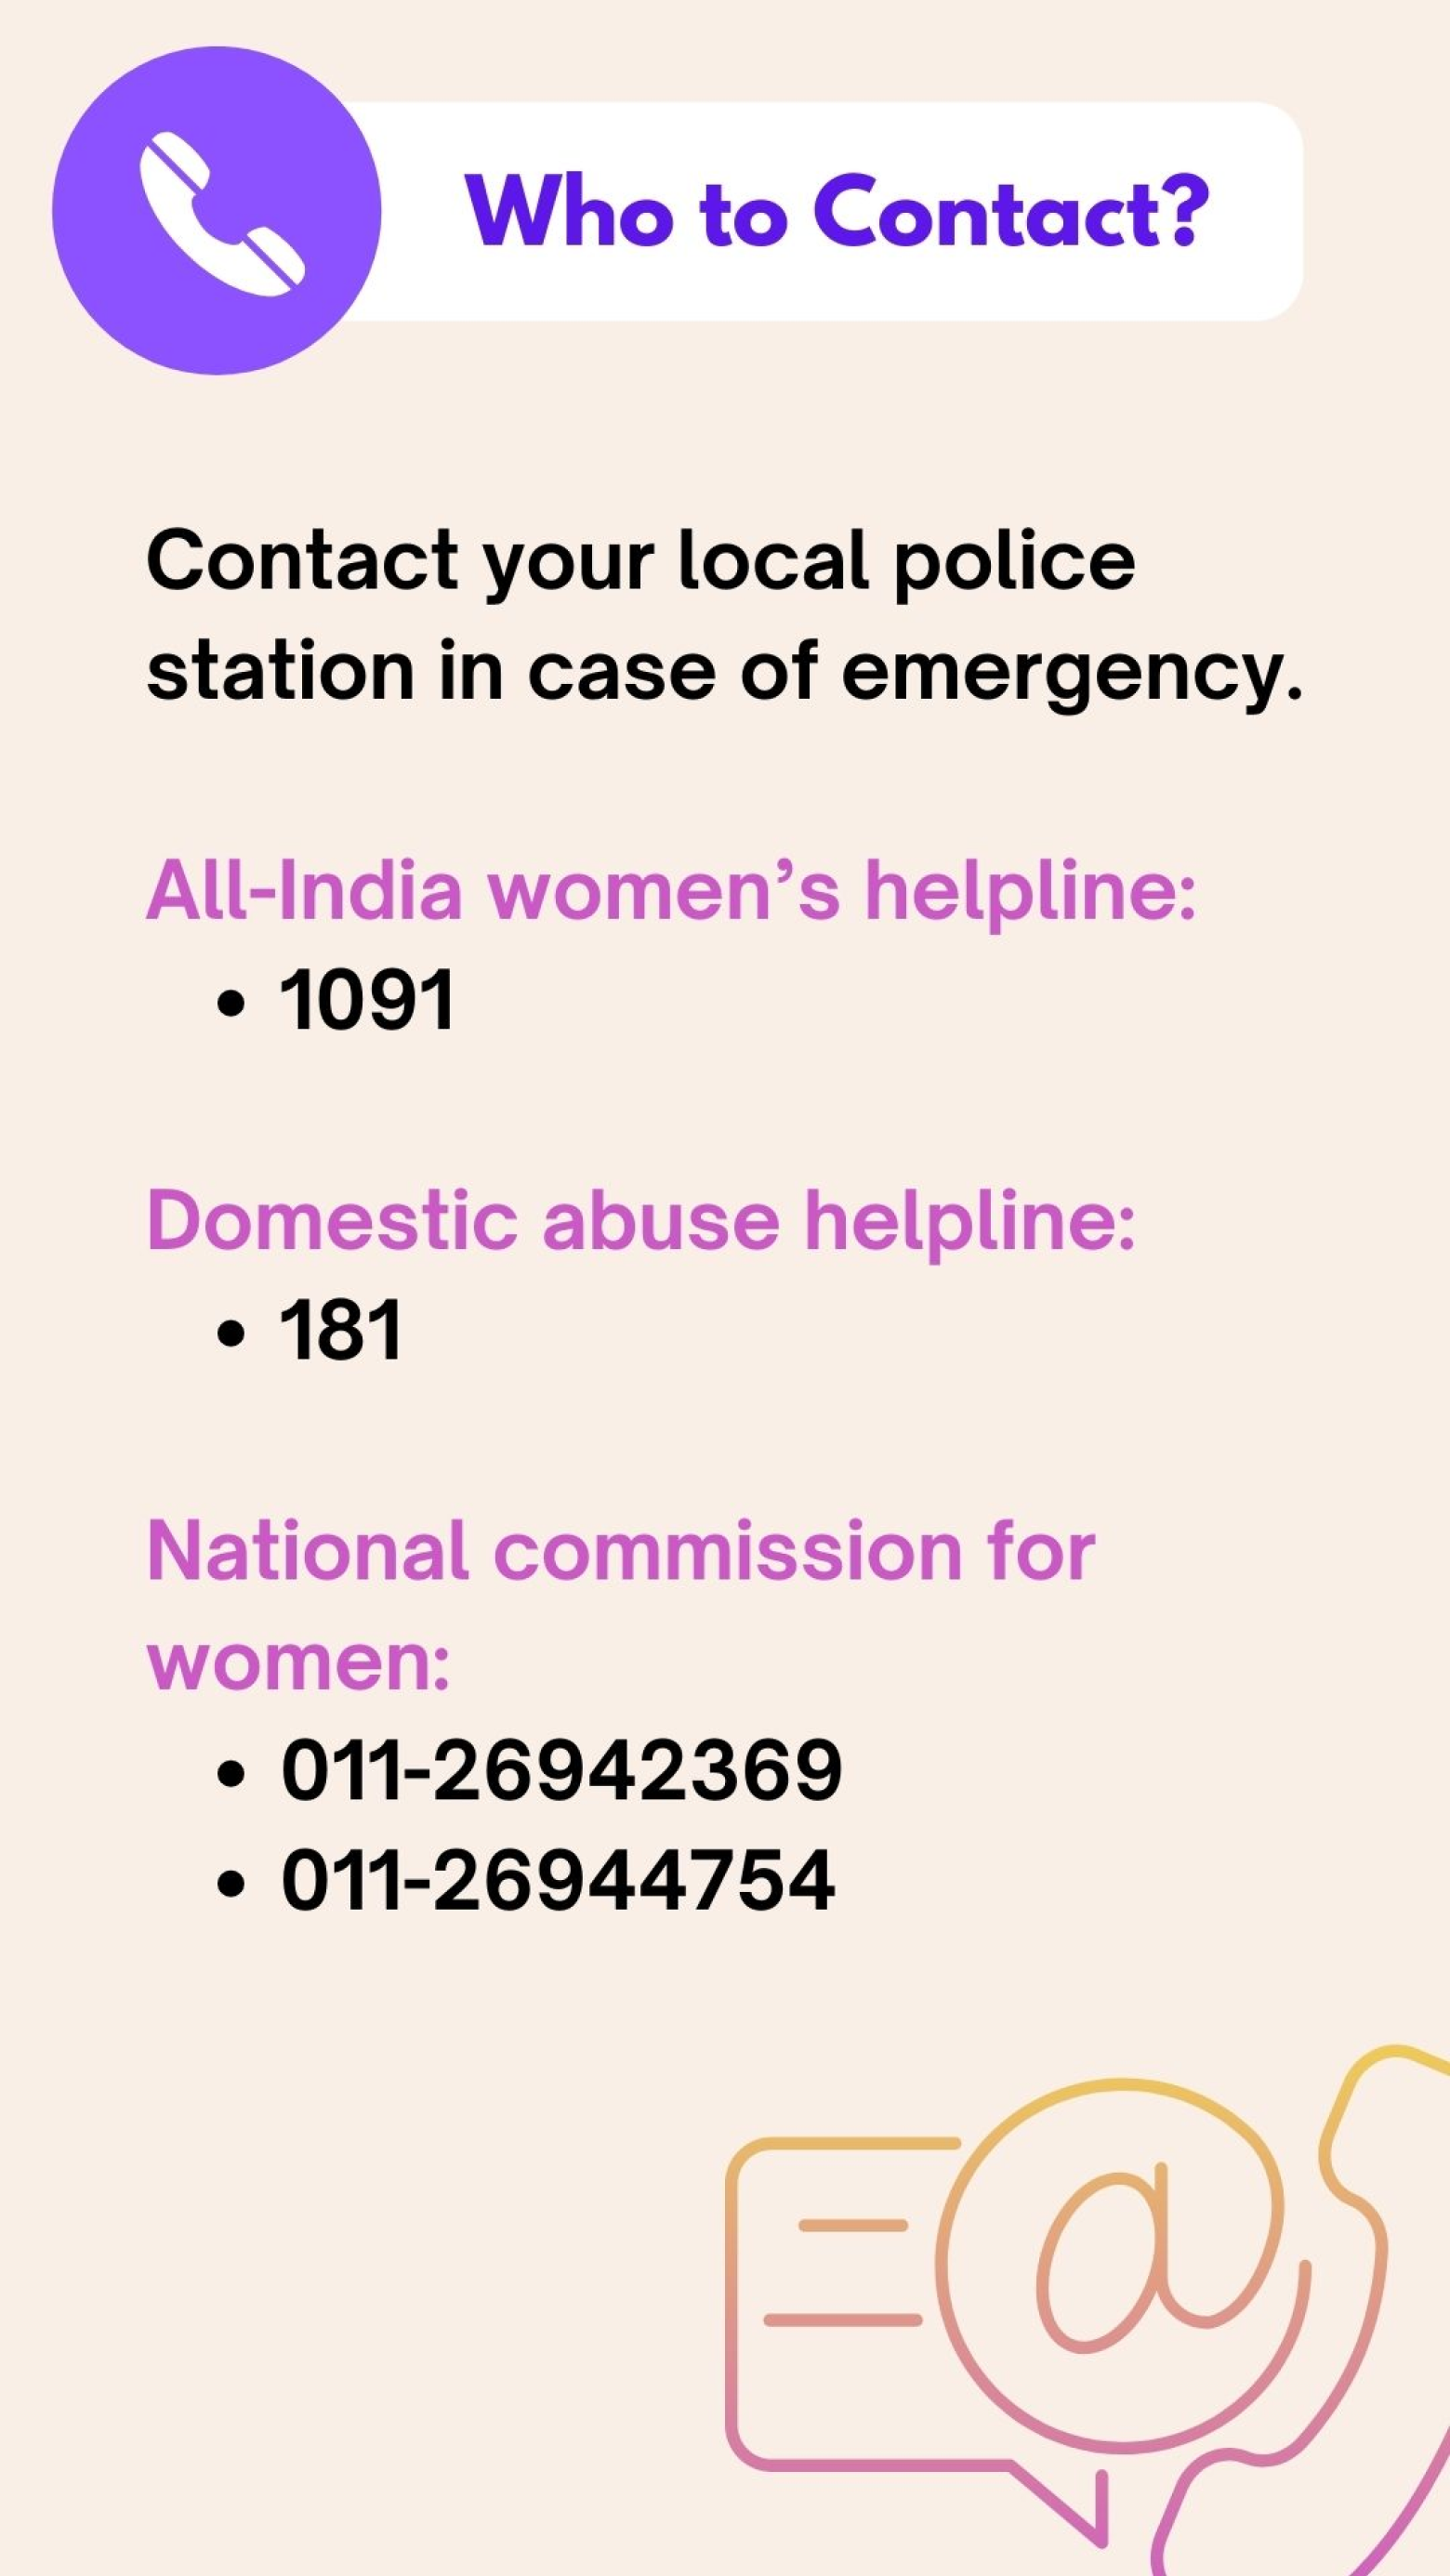 Who to Contact?
Contact your local police
station in case of emergency.
All-India women’s helpline:
• 1091
Domestic abuse helpline:
• 181
National commission for
women:
• 011-26942369
• 011-26944754